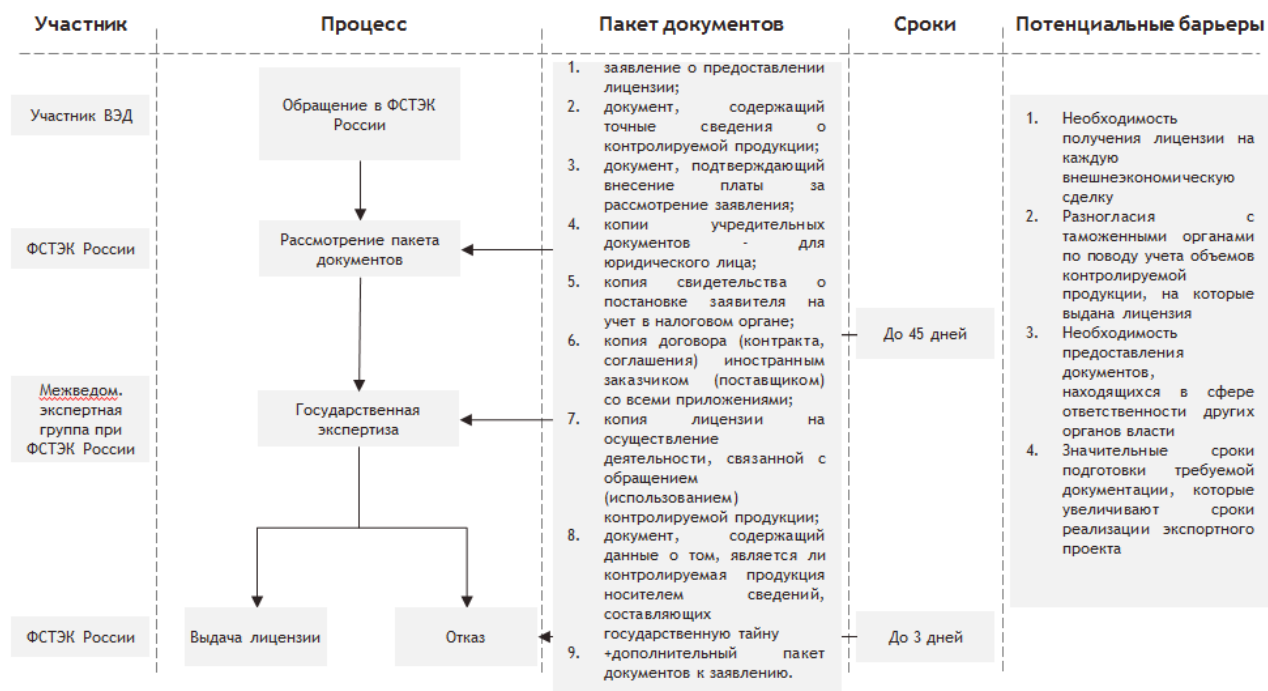 Участник
Процесс
Пакет документов
Сроки
Потенциальные барьеры
Участник ВЭД
ФСТЭК России
Межведом.
экспертная
группа при
ФСТЭК России
ФСТЭК России
Обращение в ФСТЭК
России
Рассмотрение пакета
документов
Государственная
экспертиза
Выдача лицензии
Отказ
1. заявление о предоставлении
лицензии;
2. документ, содержащий
точные сведения о
контролируемой продукции;
3. документ, подтверждающий
внесение платы за
рассмотрение заявления;
4. копии учредительных
документов - для
юридического лица;
5. копия свидетельства о
постановке заявителя на
учет в налоговом органе;
6. копия договора (контракта,
соглашения) иностранным
заказчиком (поставщиком)
со всеми приложениями;
7. копия лицензии на
осуществление
деятельности, связанной с
обращением
(использованием)
контролируемой продукции;
8. документ, содержащий
данные о том, является ли
контролируемая продукция
носителем сведений,
составляющих
государственную тайну
9. +дополнительный пакет
документов к заявлению.
До 45 дней
До 3 дней
1. Необходимость
получения лицензии на
каждую
внешнеэкономическую
сделку
2. Разногласия с
таможенными органами
по поводу учета объемов
контролируемой
продукции, на которые
выдана лицензия
3. Необходимость
предоставления
документов,
находящихся в сфере
ответственности других
органов власти
4. Значительные сроки
подготовки требуемой
документации, которые
увеличивают сроки
реализации экспортного
проекта